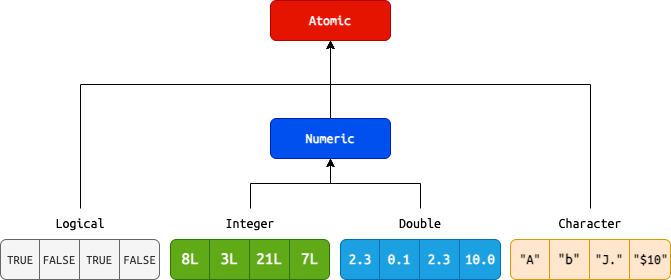 Atomic
Numeric
Logical Integer Double Character
TRUE FALSE TRUE FALSE 8L 3L 21L 7L 2.3 0.1 2.3 10.0 "A" "b" "J." "$10"